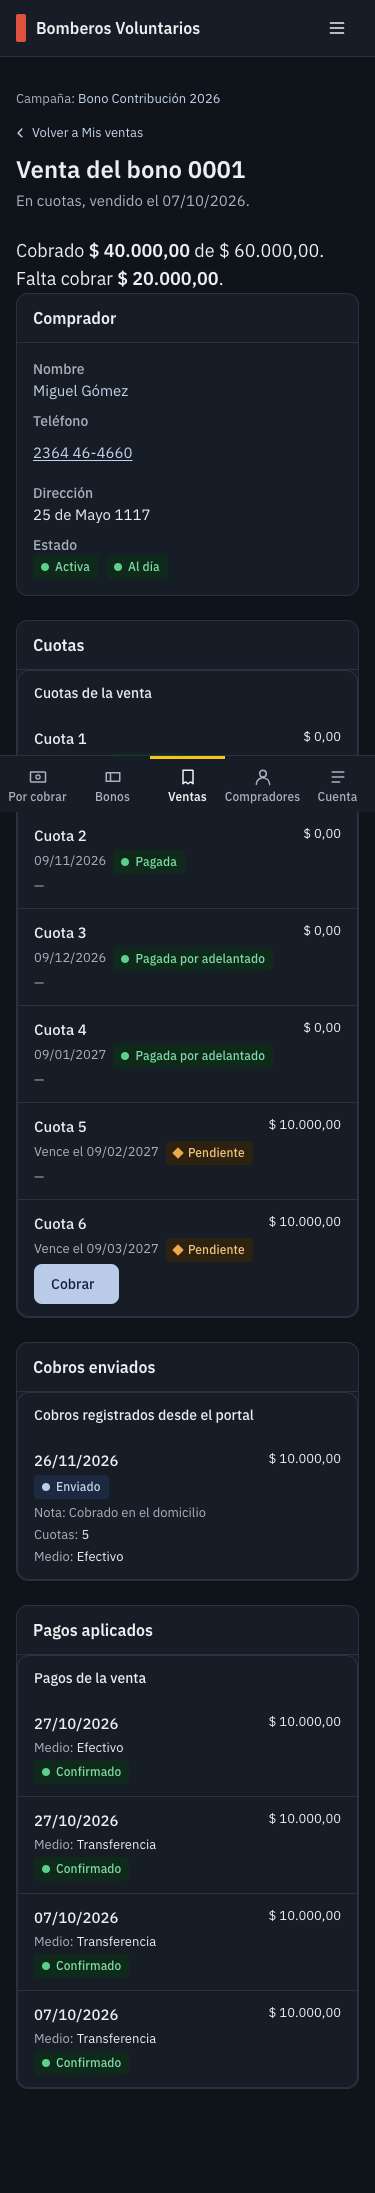 Bomberos Voluntarios
Campaña: Bono Contribución 2026
Volver a Mis ventas
Venta del bono 0001
En cuotas, vendido el 07/10/2026.
Cobrado $ 40.000,00 de $ 60.000,00.
Falta cobrar $ 20.000,00.
Comprador
Nombre
Miguel Gómez
Teléfono
2364 46-4660
Dirección
25 de Mayo 1117
Estado
Activa Al día
Cuotas
Cuotas de la venta
Cuota 1 $ 0,00
Por cobrar Bonos Ventas Compradores Cuenta
Cuota 2 $ 0,00
09/11/2026 Pagada
—
Cuota 3 $ 0,00
09/12/2026 Pagada por adelantado
—
Cuota 4 $ 0,00
09/01/2027 Pagada por adelantado
—
Cuota 5 $ 10.000,00
Vence el 09/02/2027 Pendiente
—
Cuota 6 $ 10.000,00
Vence el 09/03/2027 Pendiente
Cobrar
Cobros enviados
Cobros registrados desde el portal
26/11/2026 $ 10.000,00
Enviado
Nota: Cobrado en el domicilio
Cuotas: 5
Medio: Efectivo
Pagos aplicados
Pagos de la venta
27/10/2026 $ 10.000,00
Medio: Efectivo
Confirmado
27/10/2026 $ 10.000,00
Medio: Transferencia
Confirmado
07/10/2026 $ 10.000,00
Medio: Transferencia
Confirmado
07/10/2026 $ 10.000,00
Medio: Transferencia
Confirmado